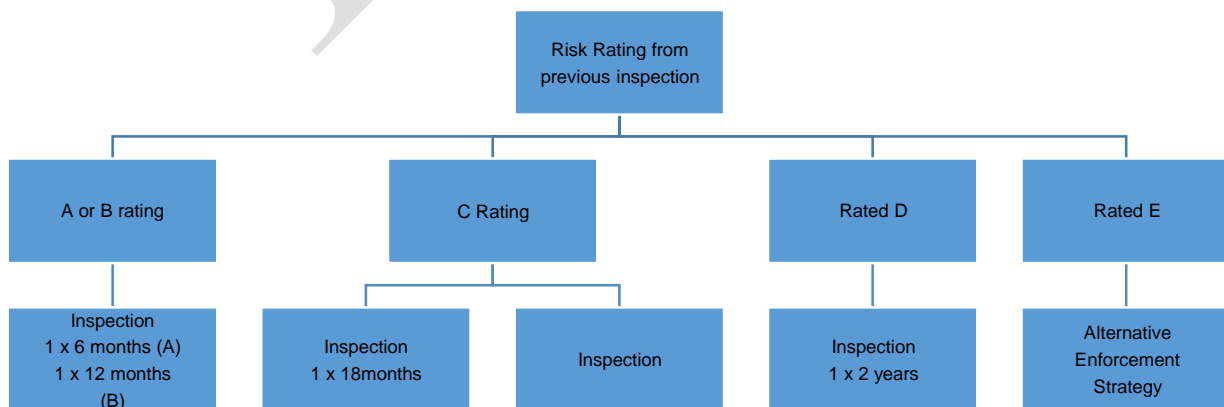 Risk Rating from
previous inspection
A or B rating
C Rating
Rated D
Rated E
Inspection
1 x 6 months (A)
1 x 12 months
(B)
Inspection
1 x 18months
Inspection
Inspection
1 x 2 years
Alternative
Enforcement
Strategy